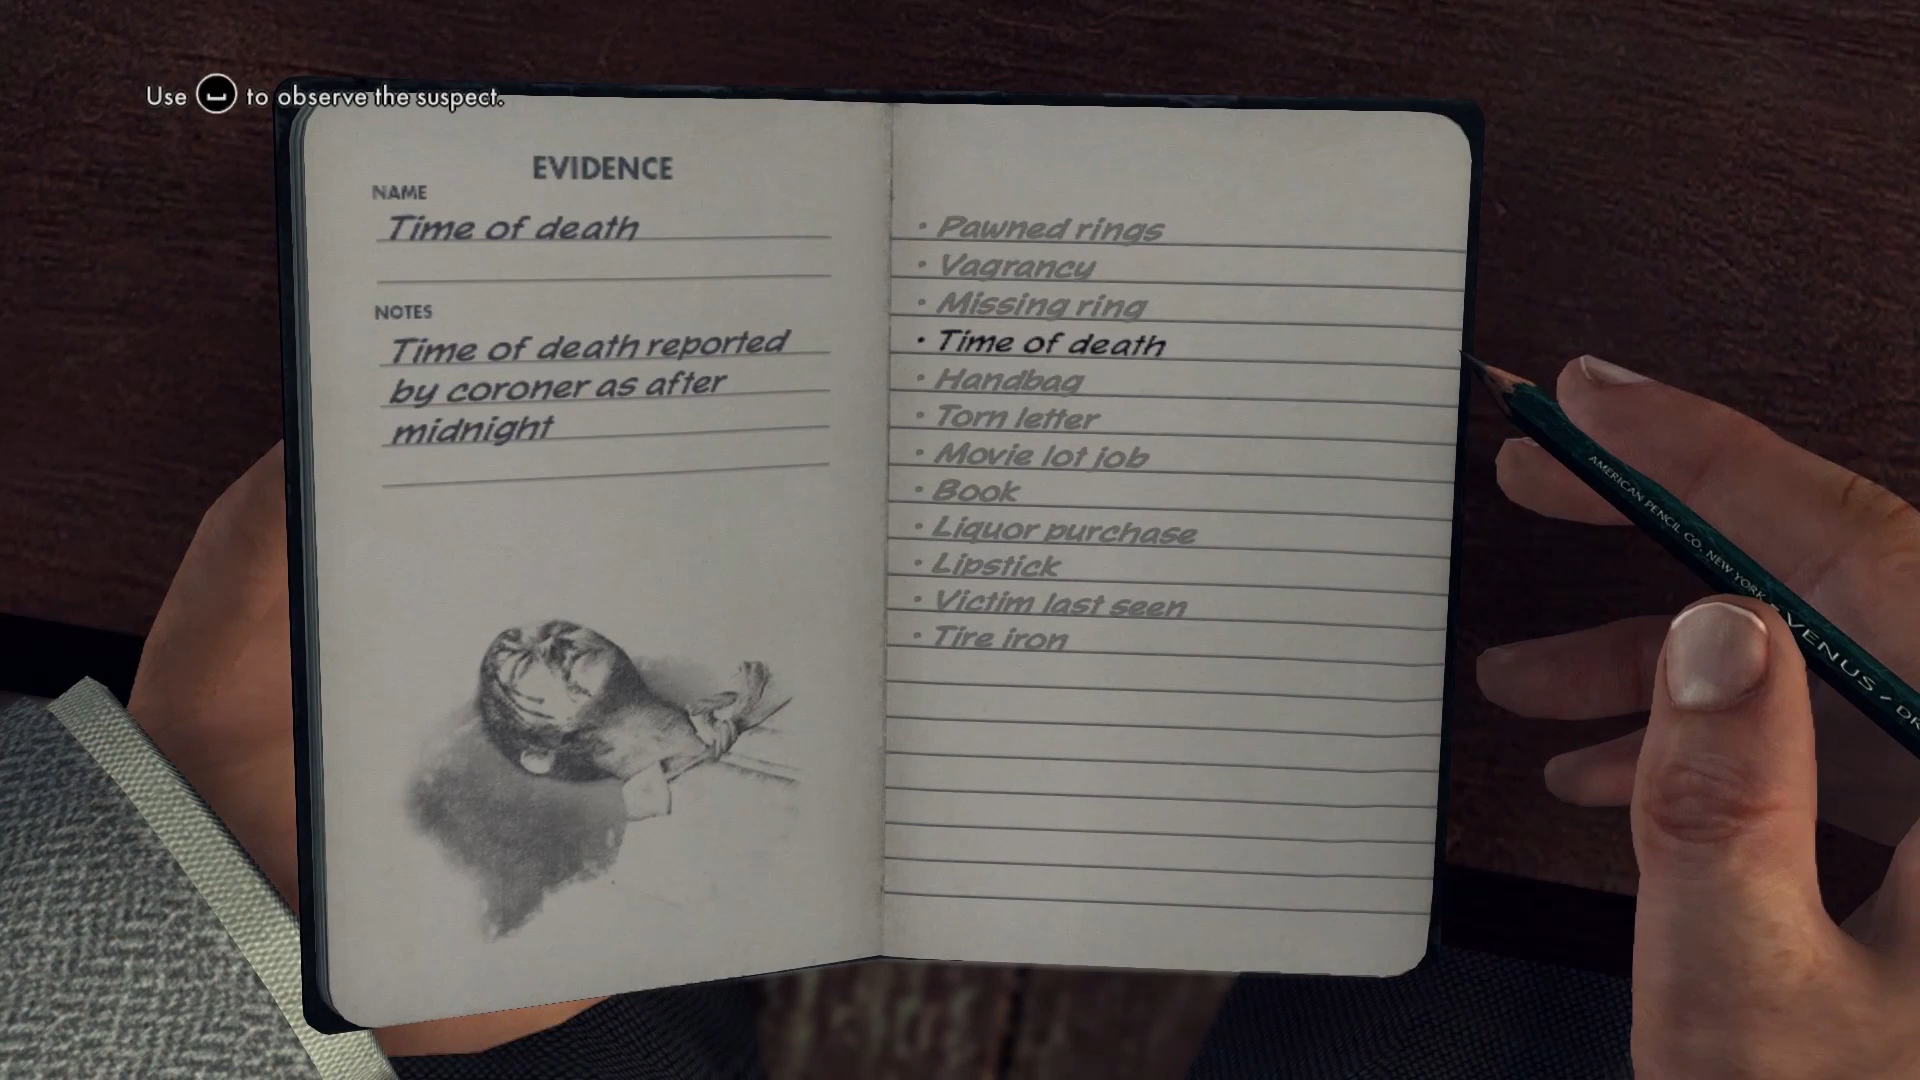 Use ⎵ to observe the suspect.
EVIDENCE
NAME
Time of death
NOTES
Time of death reported
by coroner as after
midnight
• Pawned rings
• Vagrancy
• Missing ring
• Time of death
• Handbag
• Torn letter
• Movie lot job
• Book
• Liquor purchase
• Lipstick
• Victim last seen
• Tire iron
AMERICAN PENCIL CO. NEW YORK
VENUS / DR